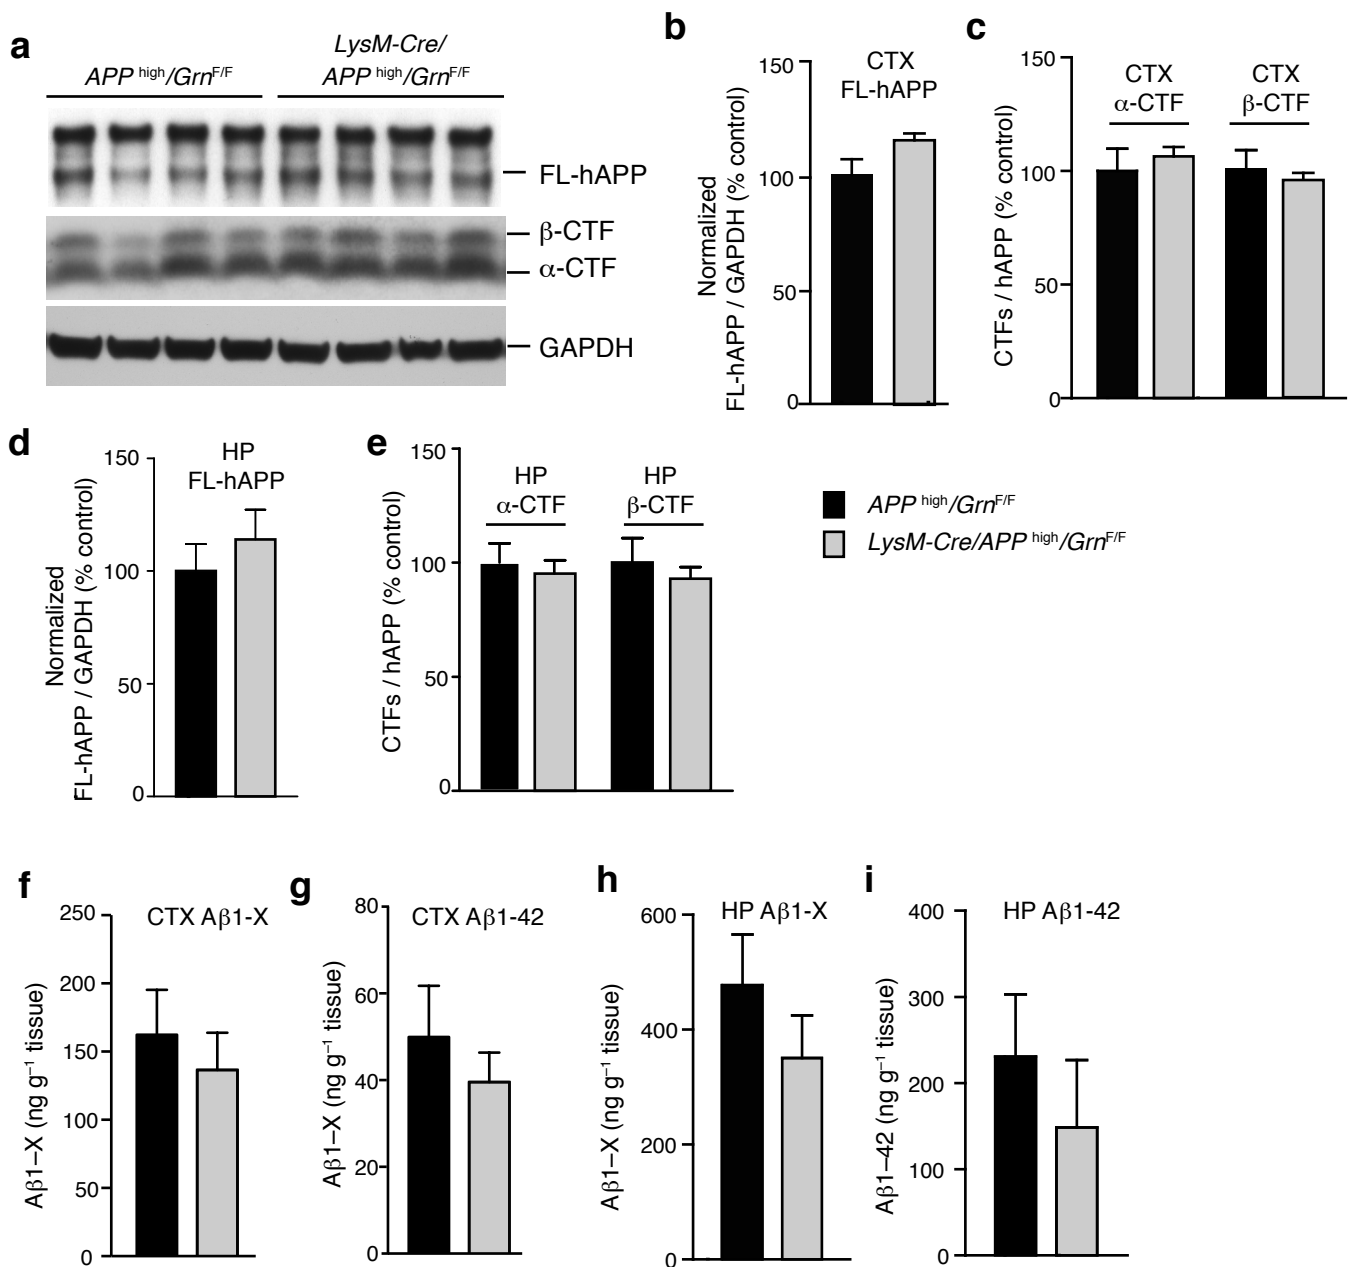 a
APP high/GrnF/F
LysM-Cre/
APP high/GrnF/F
FL-hAPP
β-CTF
α-CTF
GAPDH
b
CTX
FL-hAPP
Normalized
FL-hAPP / GAPDH (% control)
150
100
50
0
c
CTX
α-CTF
CTX
β-CTF
CTFs / hAPP (% control)
150
100
50
0
d
HP
FL-hAPP
Normalized
FL-hAPP / GAPDH (% control)
150
100
50
0
e
HP
α-CTF
HP
β-CTF
CTFs / hAPP (% control)
150
100
50
0
APP high/GrnF/F
LysM-Cre/APP high/GrnF/F
f
CTX Aβ1-X
Aβ1–X (ng g⁻¹ tissue)
250
200
150
100
50
0
g
CTX Aβ1-42
Aβ1–X (ng g⁻¹ tissue)
80
60
40
20
0
h
HP Aβ1-X
Aβ1–X (ng g⁻¹ tissue)
600
400
200
0
i
HP Aβ1-42
Aβ1–42 (ng g⁻¹ tissue)
400
300
200
100
0